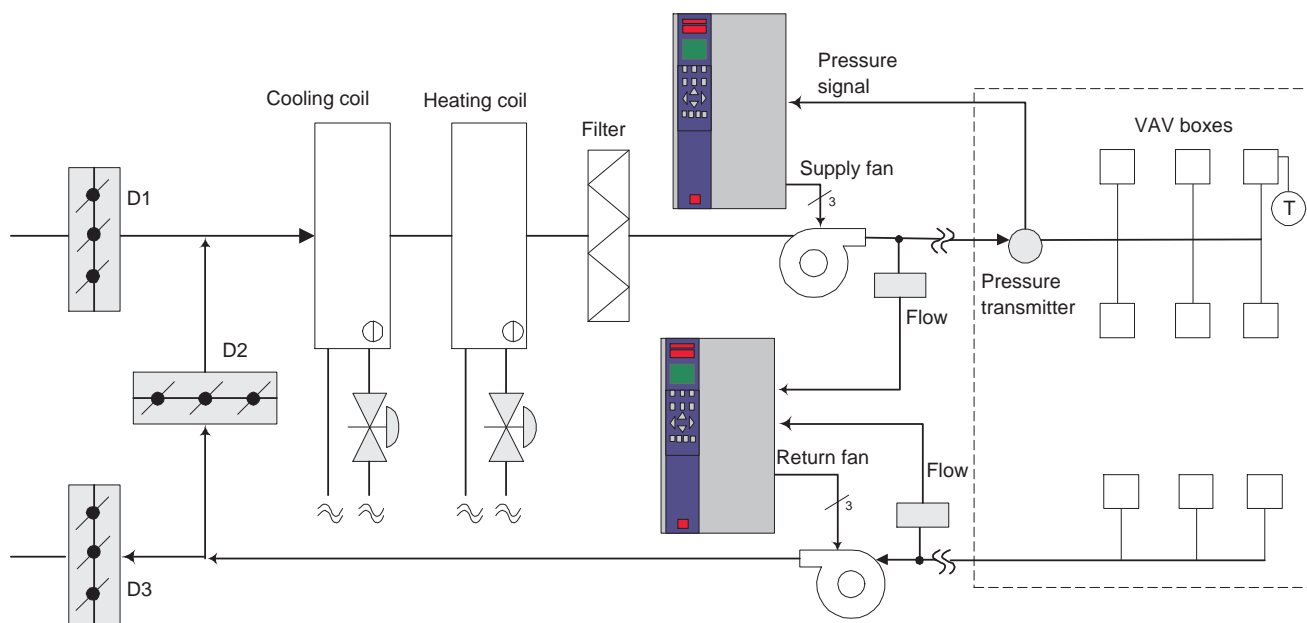 Pressure
signal
Cooling coil
Heating coil
Filter
VAV boxes
D1
Supply fan
3
T
Pressure
transmitter
Flow
D2
Return fan
Flow
3
D3